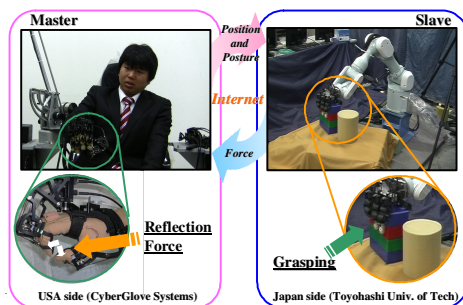 Master
Slave
Position
and
Posture
Internet
Force
Reflection
Force
Grasping
USA side (CyberGlove Systems)
Japan side (Toyohashi Univ. of Tech)